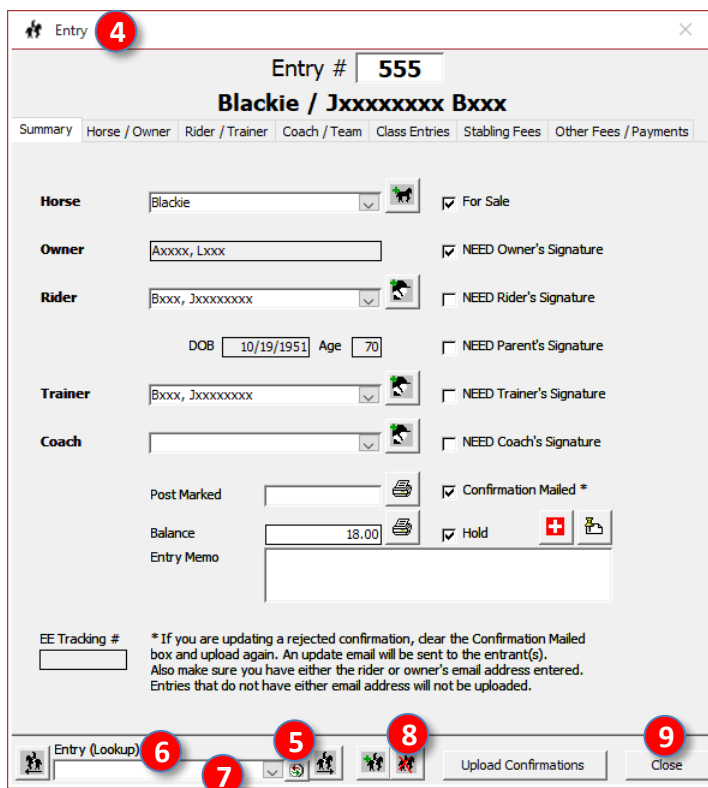 Entry 4
Entry # 555
Blackie / Jxxxxxxxx Bxxx
Summary Horse / Owner Rider / Trainer Coach / Team Class Entries Stabling Fees Other Fees / Payments
Horse Blackie For Sale
Owner Axxxx, Lxxx NEED Owner's Signature
Rider Bxxx, Jxxxxxxxx NEED Rider's Signature
DOB 10/19/1951 Age 70 NEED Parent's Signature
Trainer Bxxx, Jxxxxxxxx NEED Trainer's Signature
Coach NEED Coach's Signature
Post Marked Confirmation Mailed *
Balance 18.00 Hold
Entry Memo
EE Tracking # * If you are updating a rejected confirmation, clear the Confirmation Mailed
box and upload again. An update email will be sent to the entrant(s).
Also make sure you have either the rider or owner's email address entered.
Entries that do not have either email address will not be uploaded.
Entry (Lookup) 6 5 8 9
7 Upload Confirmations Close